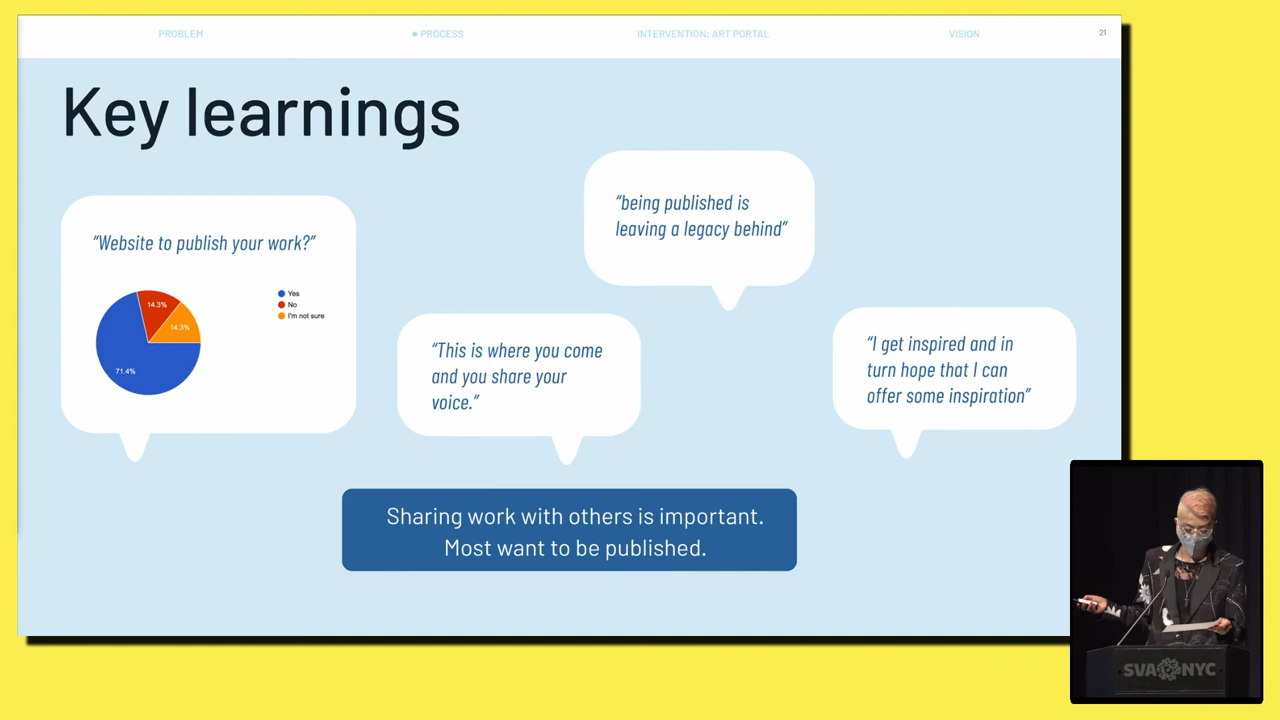 PROBLEM
● PROCESS
INTERVENTION: ART PORTAL
VISION
21
Key learnings
“being published is
leaving a legacy behind”
“Website to publish your work?”
Yes
No
I'm not sure
14.3%
14.3%
71.4%
“This is where you come
and you share your
voice.”
“I get inspired and in
turn hope that I can
offer some inspiration”
Sharing work with others is important.
Most want to be published.
SVA NYC